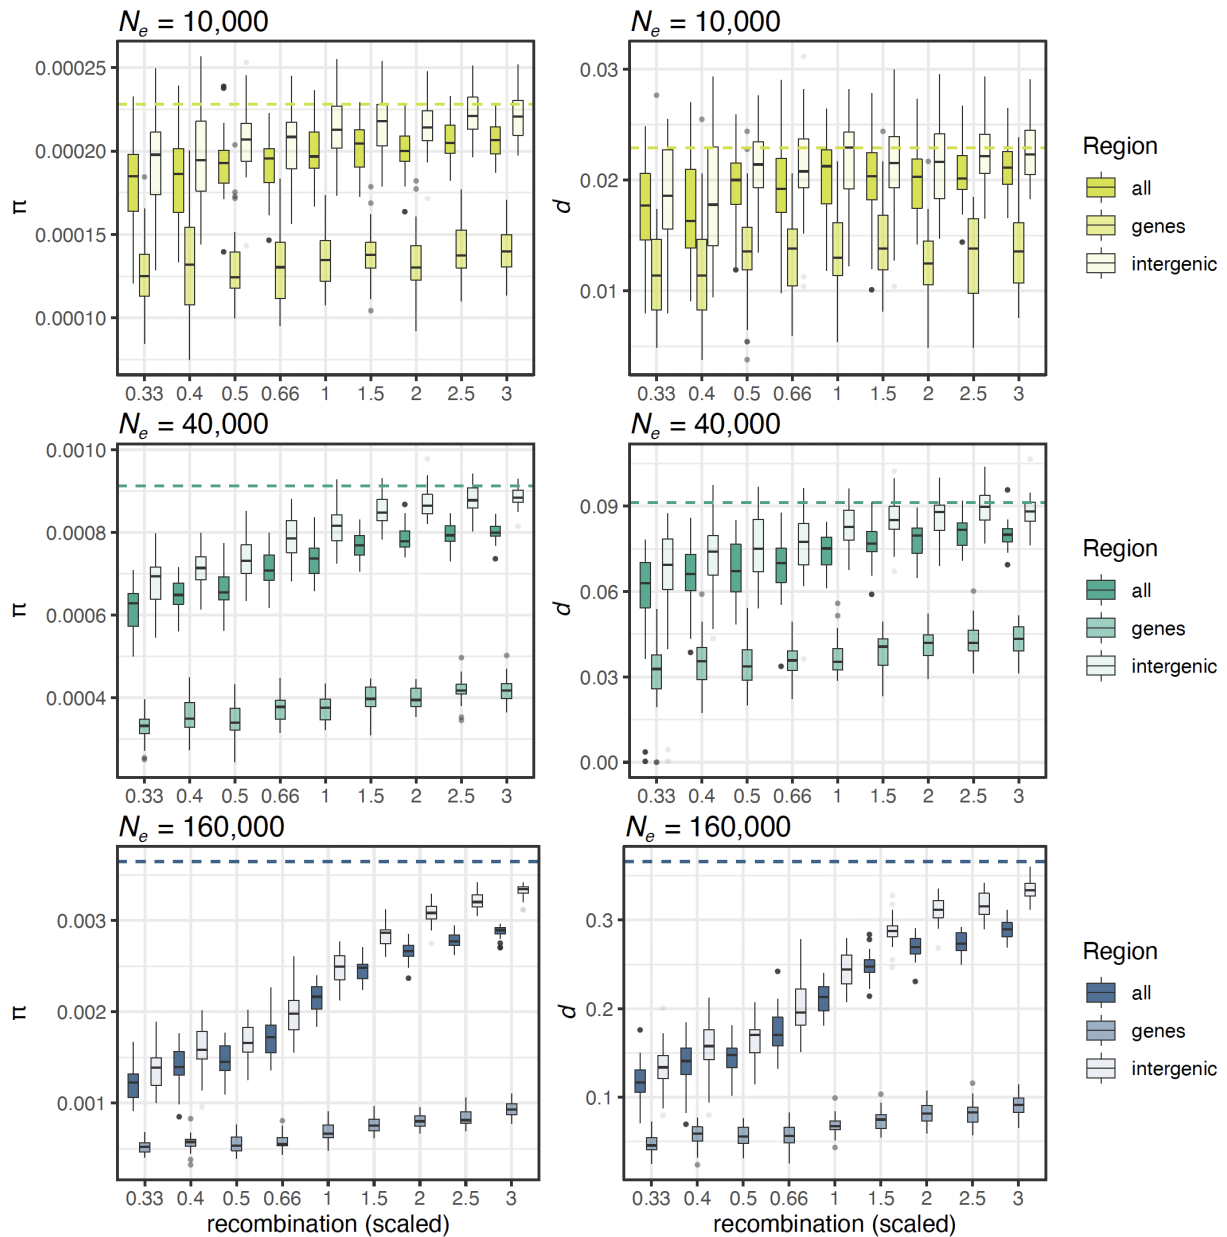 Nₑ = 10,000
π
0.00025
0.00020
0.00015
0.00010
0.33 0.4 0.5 0.66 1 1.5 2 2.5 3
Nₑ = 10,000
d
0.03
0.02
0.01
0.33 0.4 0.5 0.66 1 1.5 2 2.5 3
Region
all
genes
intergenic
Nₑ = 40,000
π
0.0010
0.0008
0.0006
0.0004
0.33 0.4 0.5 0.66 1 1.5 2 2.5 3
Nₑ = 40,000
d
0.09
0.06
0.03
0.00
0.33 0.4 0.5 0.66 1 1.5 2 2.5 3
Region
all
genes
intergenic
Nₑ = 160,000
π
0.003
0.002
0.001
0.33 0.4 0.5 0.66 1 1.5 2 2.5 3
recombination (scaled)
Nₑ = 160,000
d
0.3
0.2
0.1
0.33 0.4 0.5 0.66 1 1.5 2 2.5 3
recombination (scaled)
Region
all
genes
intergenic